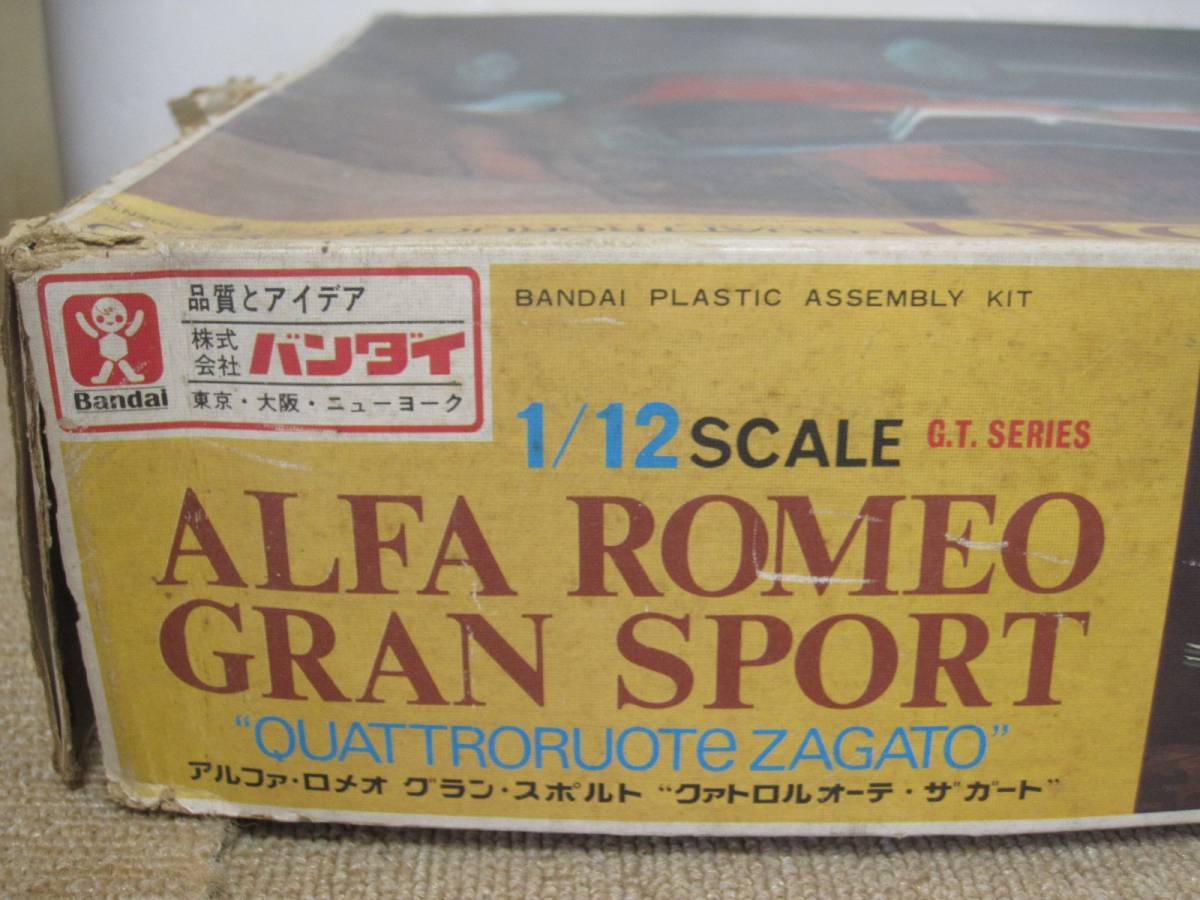 品質とアイデア
株式会社 バンダイ
Bandai
東京・大阪・ニューヨーク
BANDAI PLASTIC ASSEMBLY KIT
1/12 SCALE G.T. SERIES
ALFA ROMEO
GRAN SPORT
“QUATTRORUOTe ZAGATO”
アルファ・ロメオ グラン・スポルト “クァトロルオーテ・ザガート”